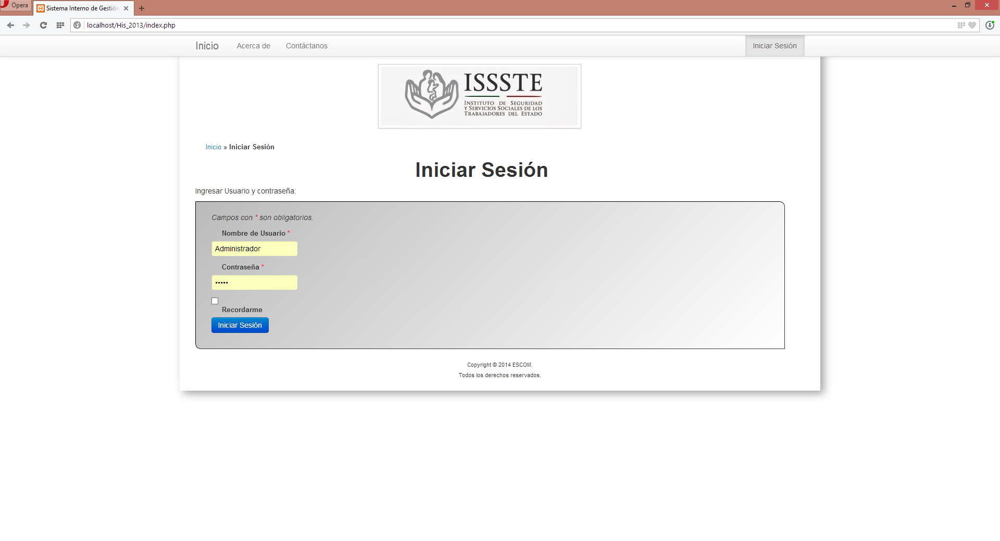 Opera
Sistema Interno de Gestión
localhost/His_2013/index.php
Inicio Acerca de Contáctanos Iniciar Sesión
ISSSTE
INSTITUTO DE SEGURIDAD
Y SERVICIOS SOCIALES DE LOS
TRABAJADORES DEL ESTADO
Inicio » Iniciar Sesión
Iniciar Sesión
Ingresar Usuario y contraseña:
Campos con * son obligatorios.
Nombre de Usuario *
Administrador
Contraseña *
•••••
Recordarme
Iniciar Sesión
Copyright © 2014 ESCOM.
Todos los derechos reservados.